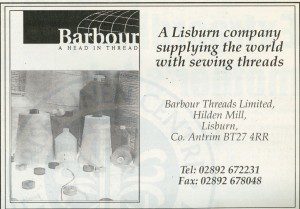 Barbour
A HEAD IN THREAD
A Lisburn company
supplying the world
with sewing threads
Barbour Threads Limited,
Hilden Mill,
Lisburn,
Co. Antrim BT27 4RR
Tel: 02892 672231
Fax: 02892 678048